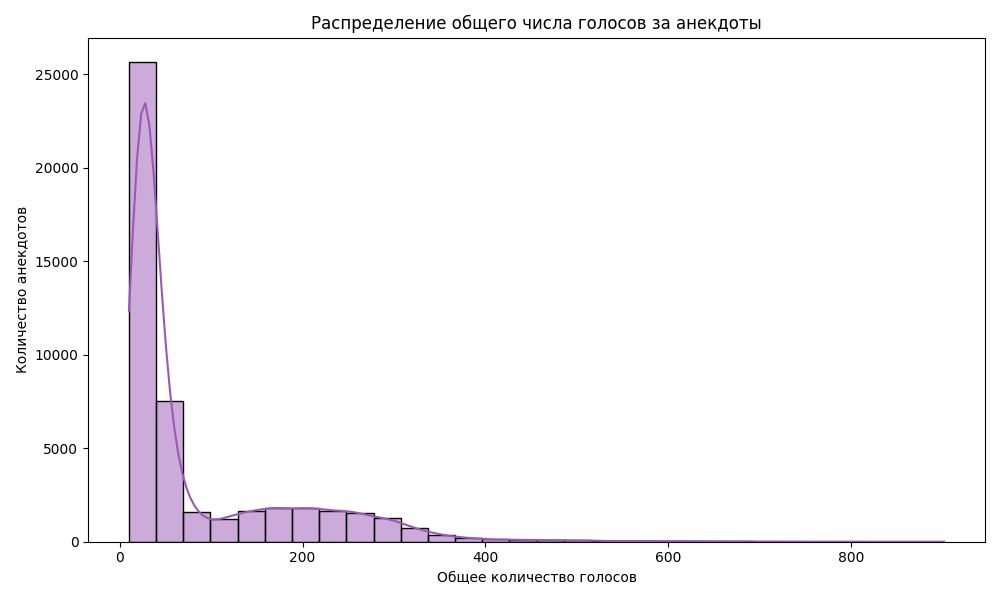 Распределение общего числа голосов за анекдоты
25000
20000
15000
10000
5000
0
Количество анекдотов
0 200 400 600 800
Общее количество голосов